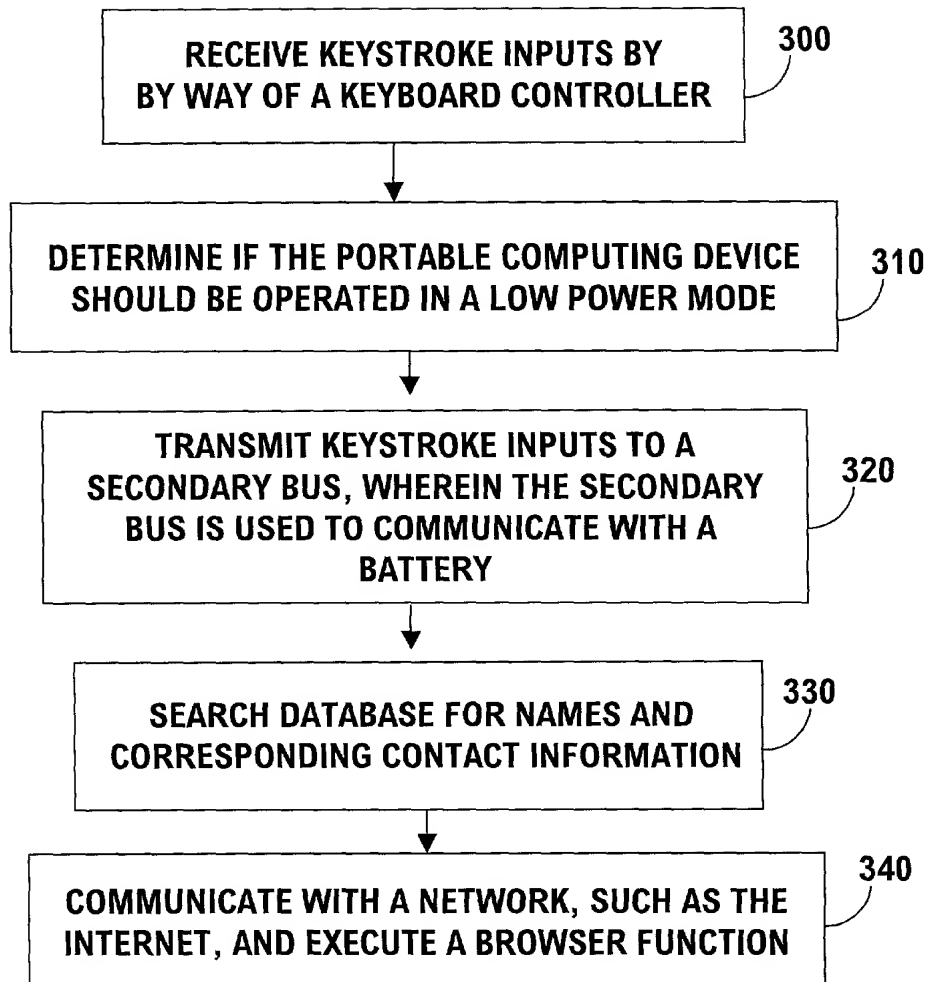 RECEIVE KEYSTROKE INPUTS BY
BY WAY OF A KEYBOARD CONTROLLER
300
DETERMINE IF THE PORTABLE COMPUTING DEVICE
SHOULD BE OPERATED IN A LOW POWER MODE
310
TRANSMIT KEYSTROKE INPUTS TO A
SECONDARY BUS, WHEREIN THE SECONDARY
BUS IS USED TO COMMUNICATE WITH A
BATTERY
320
SEARCH DATABASE FOR NAMES AND
CORRESPONDING CONTACT INFORMATION
330
COMMUNICATE WITH A NETWORK, SUCH AS THE
INTERNET, AND EXECUTE A BROWSER FUNCTION
340